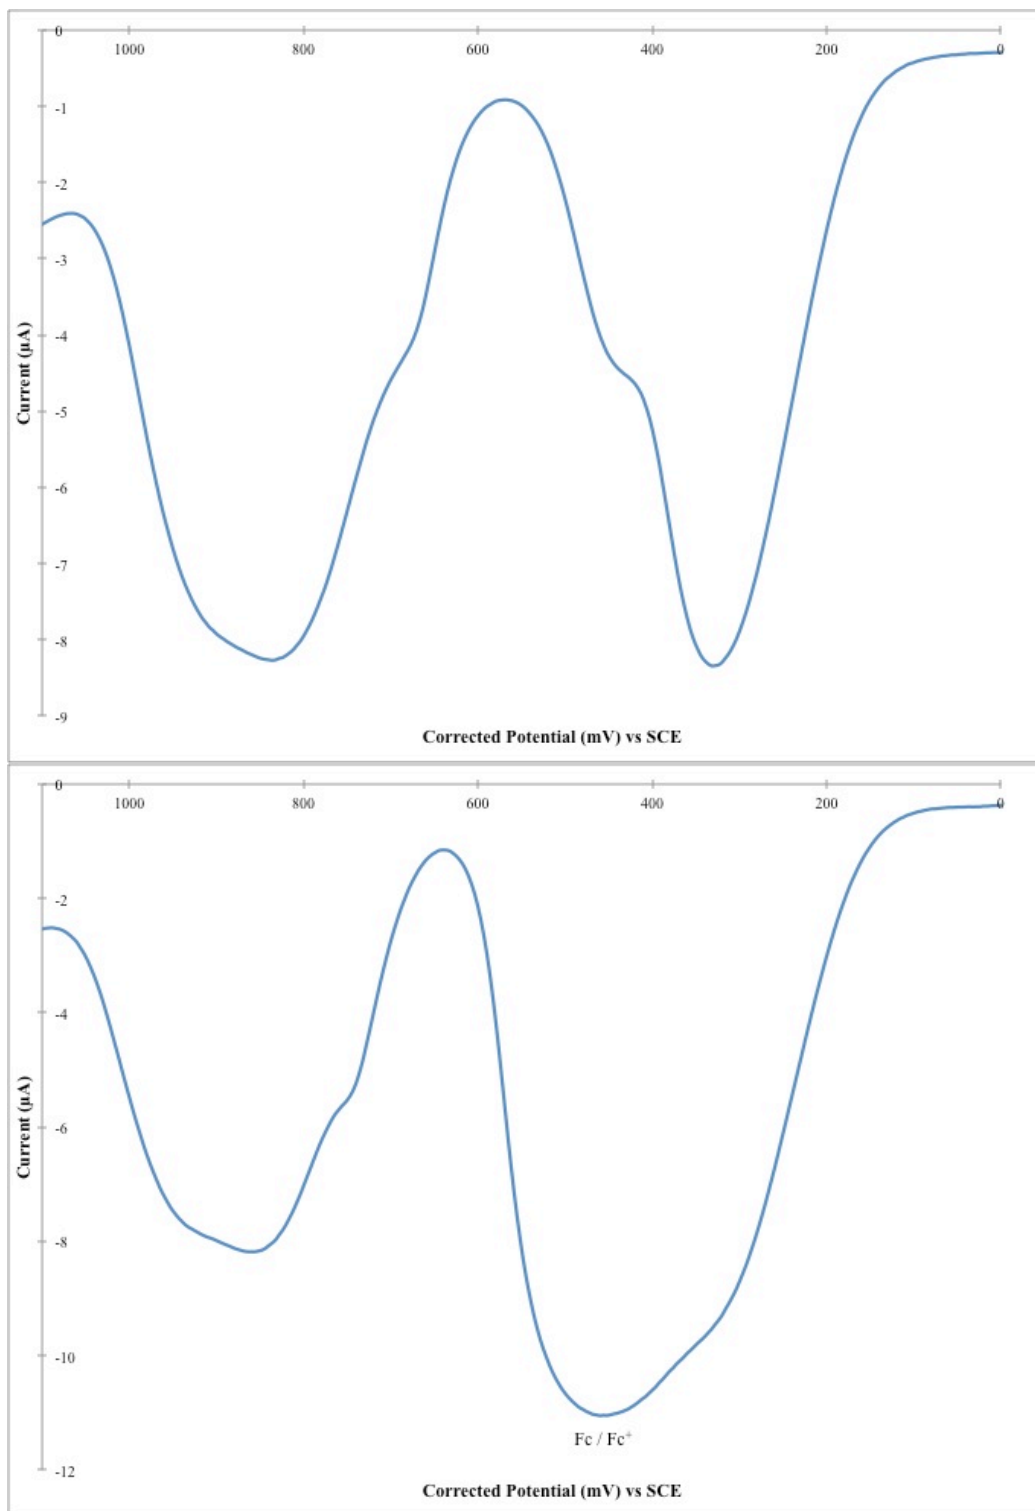 0
1000 800 600 400 200 0
-1
-2
-3
-4
-5
-6
-7
-8
-9
Current (µA)
Corrected Potential (mV) vs SCE
0
1000 800 600 400 200 0
-2
-4
-6
-8
-10
-12
Current (µA)
Fc / Fc⁺
Corrected Potential (mV) vs SCE